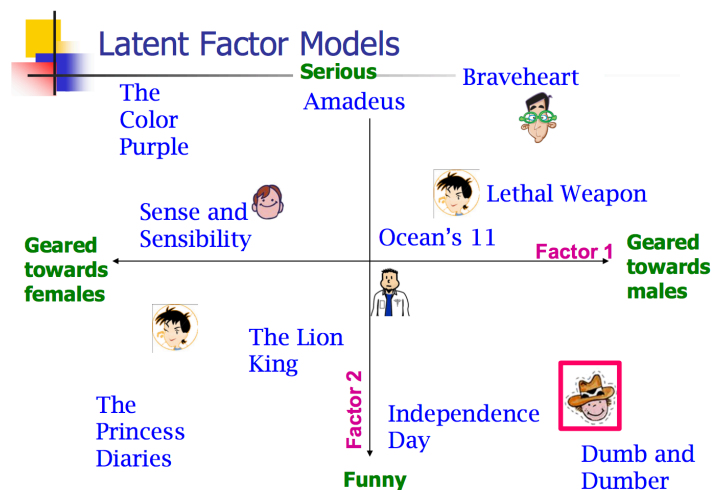 Latent Factor Models
Serious
Braveheart
The
Color
Purple
Amadeus
Lethal Weapon
Sense and
Sensibility
Ocean's 11
Geared
towards
females
Factor 1
Geared
towards
males
The Lion
King
Factor 2
The
Princess
Diaries
Independence
Day
Dumb and
Dumber
Funny